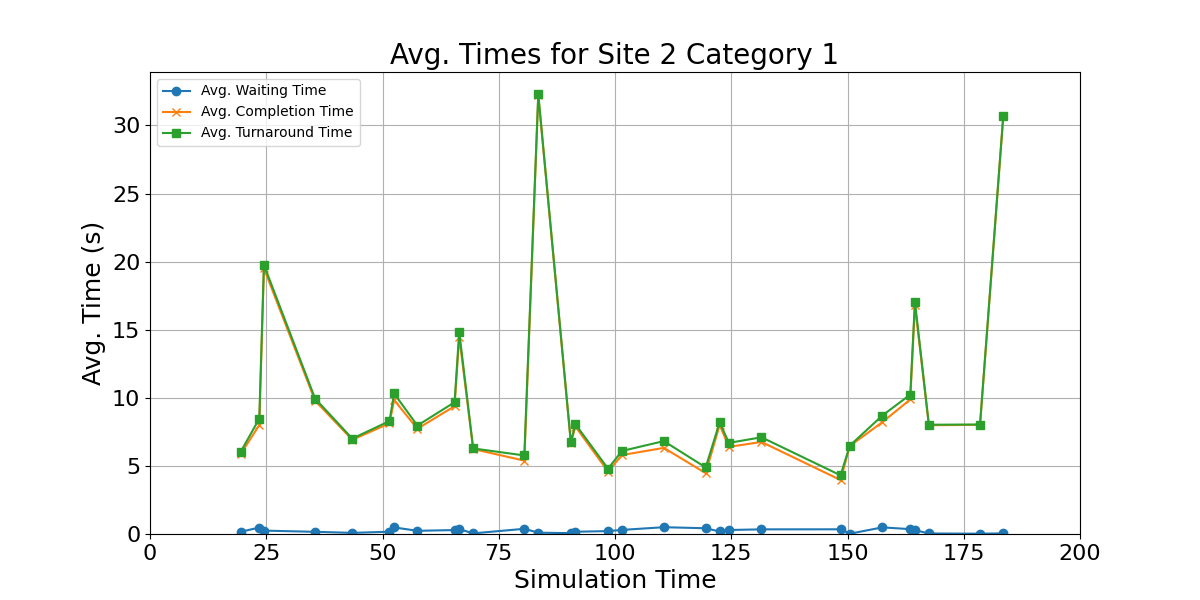 Avg. Times for Site 2 Category 1
Avg. Waiting Time
Avg. Completion Time
Avg. Turnaround Time
Avg. Time (s)
30
25
20
15
10
5
0
0 25 50 75 100 125 150 175 200
Simulation Time